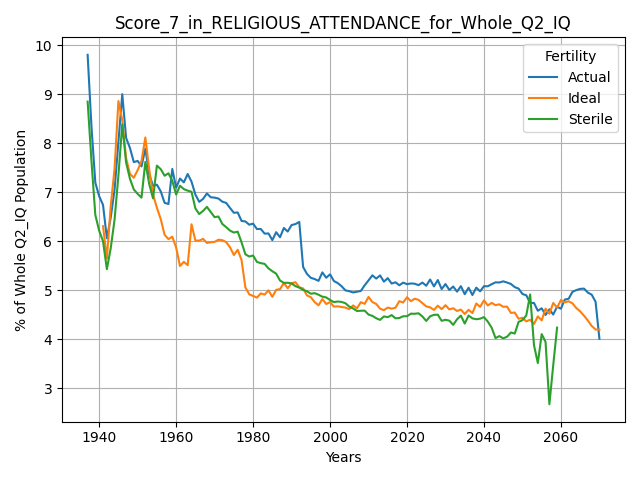 Score_7_in_RELIGIOUS_ATTENDANCE_for_Whole_Q2_IQ
Fertility
Actual
Ideal
Sterile
% of Whole Q2_IQ Population
10
9
8
7
6
5
4
3
1940 1960 1980 2000 2020 2040 2060
Years